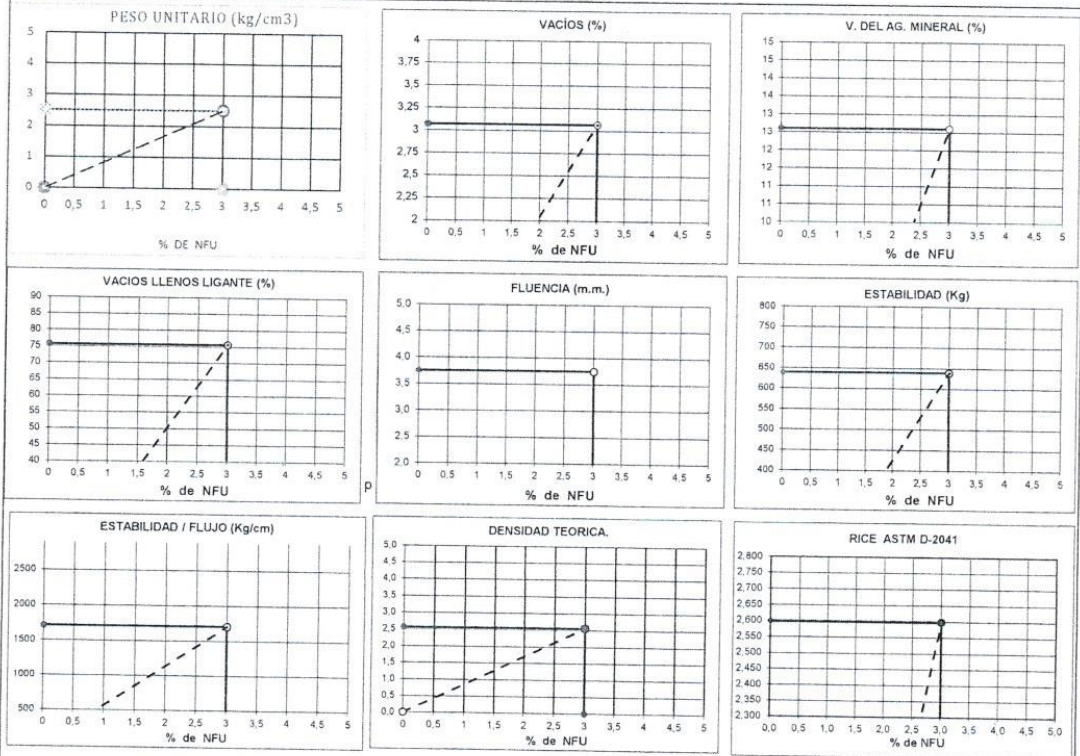 PESO UNITARIO (kg/cm3)
5
4
3
2
1
0
0 0,5 1 1,5 2 2,5 3 3,5 4 4,5 5
% DE NFU
VACÍOS (%)
4
3,75
3,5
3,25
3
2,75
2,5
2,25
2
0 0,5 1 1,5 2 2,5 3 3,5 4 4,5 5
% de NFU
V. DEL AG. MINERAL (%)
15
15
14
14
13
13
12
12
11
11
10
0 0,5 1 1,5 2 2,5 3 3,5 4 4,5 5
% de NFU
VACIOS LLENOS LIGANTE (%)
90
85
80
75
70
65
60
55
50
45
40
0 0,5 1 1,5 2 2,5 3 3,5 4 4,5 5
% de NFU
p
FLUENCIA (m.m.)
5,0
4,5
4,0
3,5
3,0
2,5
2,0
0 0,5 1 1,5 2 2,5 3 3,5 4 4,5 5
% de NFU
ESTABILIDAD (Kg)
800
750
700
650
600
550
500
450
400
0 0,5 1 1,5 2 2,5 3 3,5 4 4,5 5
% de NFU
ESTABILIDAD / FLUJO (Kg/cm)
2500
2000
1500
1000
500
0 0,5 1 1,5 2 2,5 3 3,5 4 4,5 5
% de NFU
DENSIDAD TEORICA.
5,0
4,5
4,0
3,5
3,0
2,5
2,0
1,5
1,0
0,5
0,0
0 0,5 1 1,5 2 2,5 3 3,5 4 4,5 5
% de NFU
RICE ASTM D-2041
2,800
2,750
2,700
2,650
2,600
2,550
2,500
2,450
2,400
2,350
2,300
0,0 0,5 1,0 1,5 2,0 2,5 3,0 3,5 4,0 4,5 5,0
% de NFU